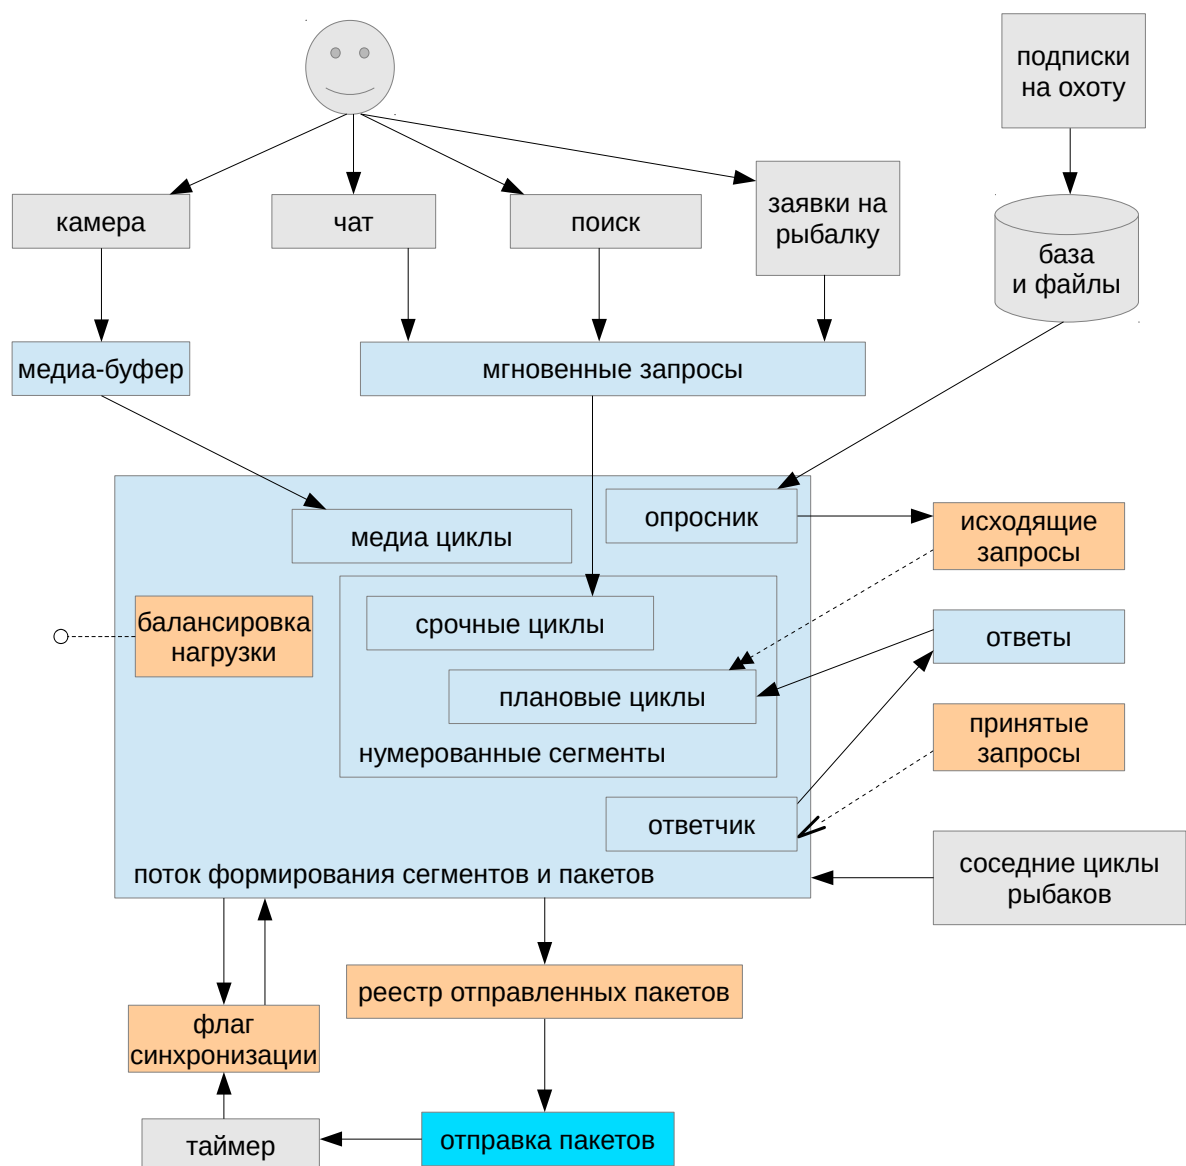 подписки
на охоту
камера
чат
поиск
заявки на
рыбалку
база
и файлы
медиа-буфер
мгновенные запросы
опросник
медиа циклы
исходящие
запросы
балансировка
нагрузки
срочные циклы
ответы
плановые циклы
нумерованные сегменты
принятые
запросы
ответчик
поток формирования сегментов и пакетов
соседние циклы
рыбаков
реестр отправленных пакетов
флаг
синхронизации
таймер
отправка пакетов